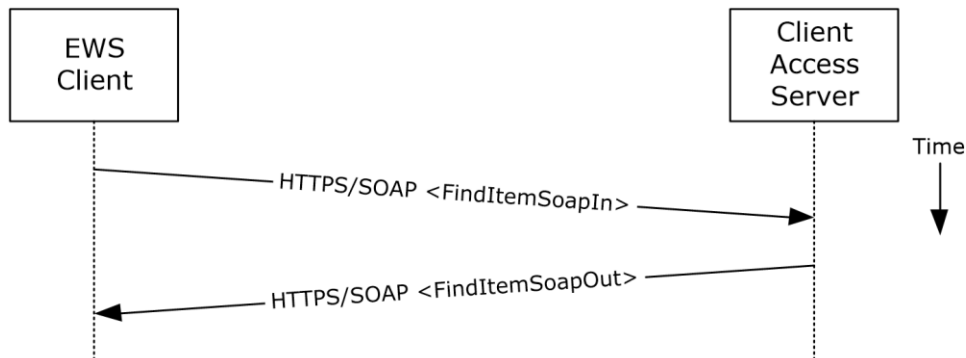 EWS
Client
Client
Access
Server
Time
HTTPS/SOAP <FindItemSoapIn>
HTTPS/SOAP <FindItemSoapOut>